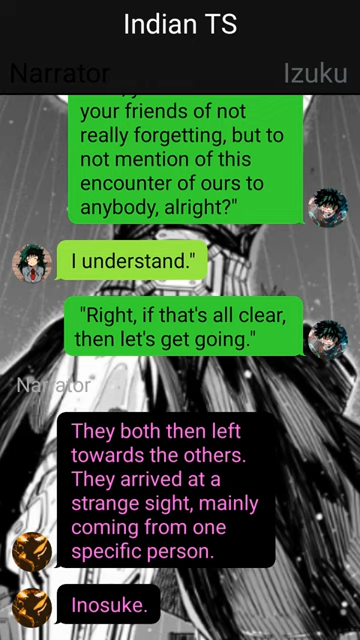 Indian TS
Narrator
Izuku
your friends of not
really forgetting, but to
not mention of this
encounter of ours to
anybody, alright?"
I understand."
"Right, if that's all clear,
then let's get going."
Narrator
They both then left
towards the others.
They arrived at a
strange sight, mainly
coming from one
specific person.
Inosuke.